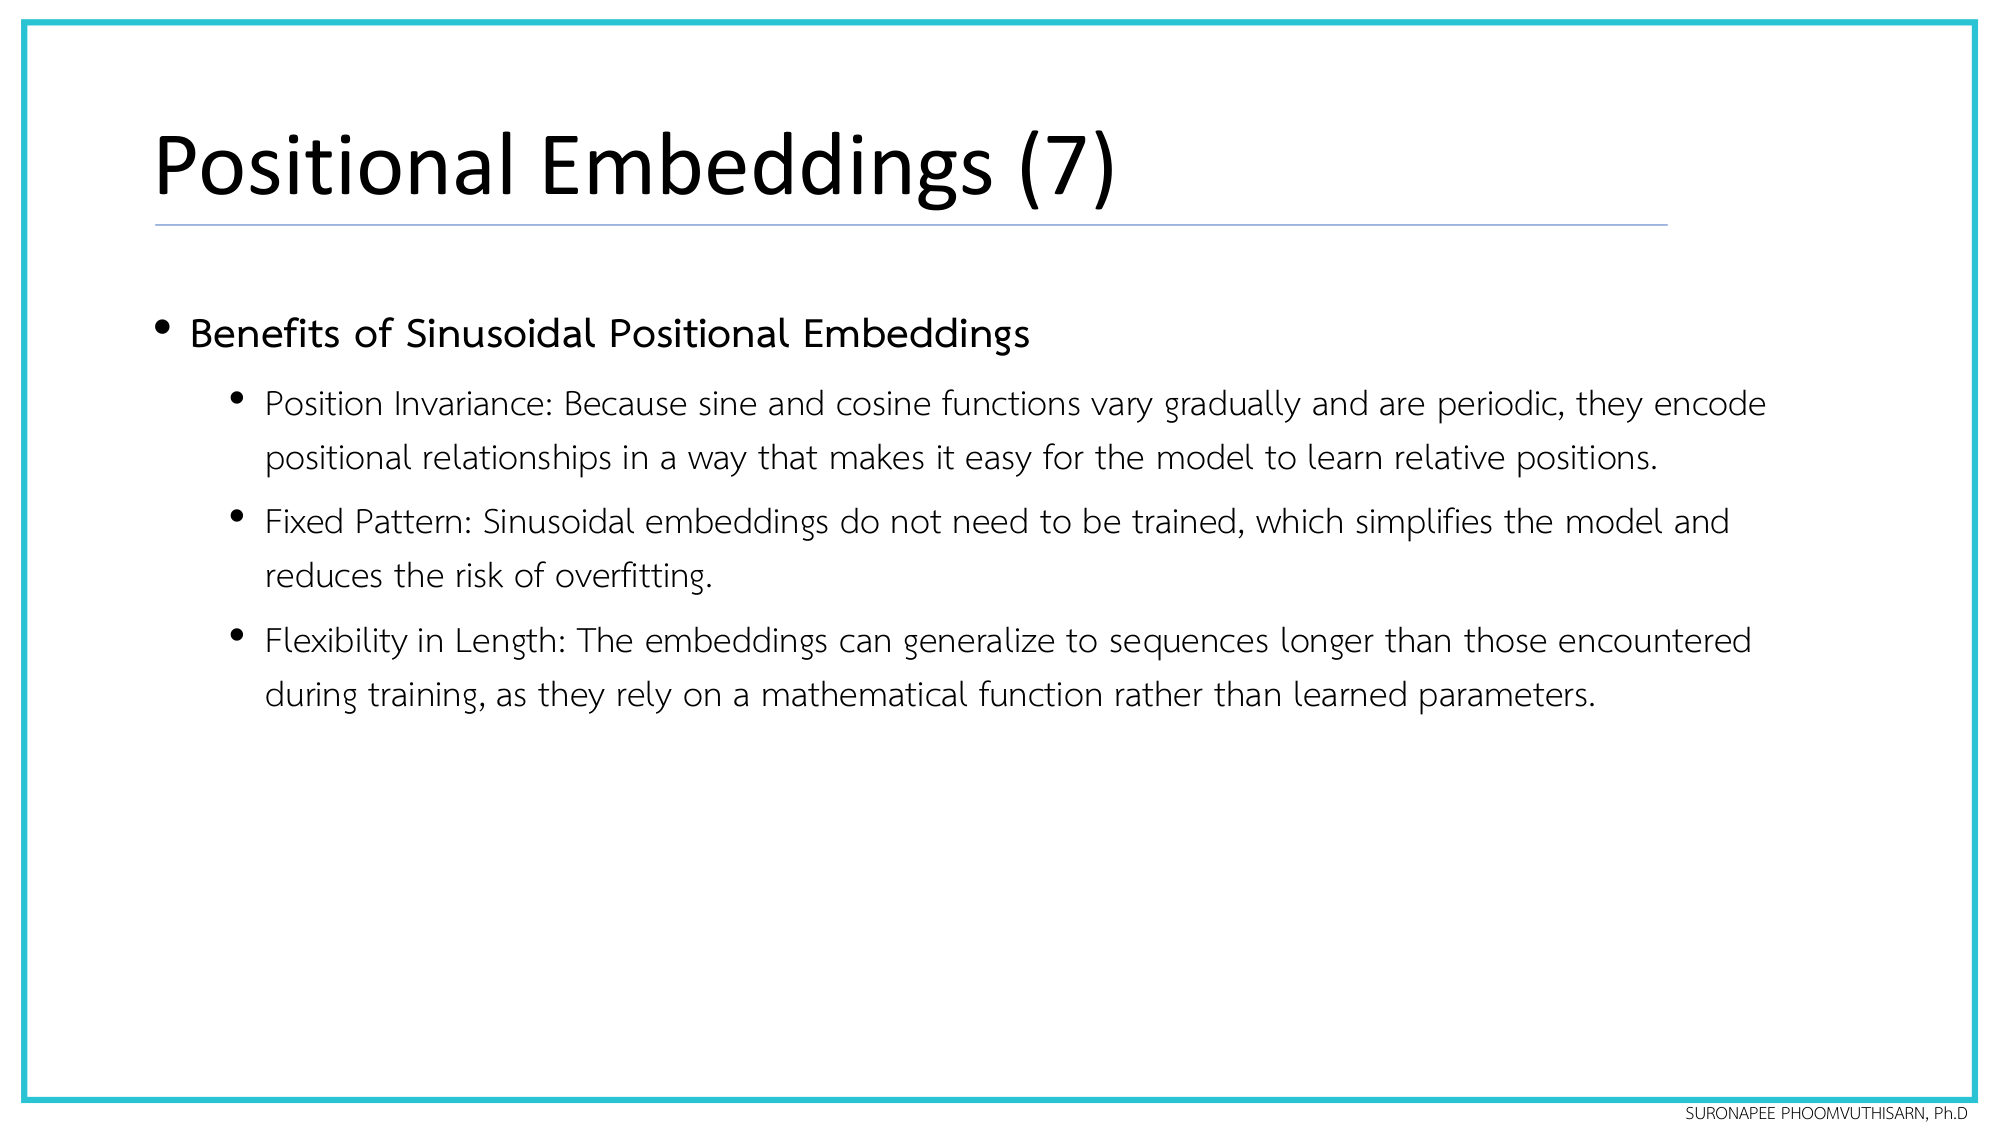 Positional Embeddings (7)
• Benefits of Sinusoidal Positional Embeddings
• Position Invariance: Because sine and cosine functions vary gradually and are periodic, they encode
positional relationships in a way that makes it easy for the model to learn relative positions.
• Fixed Pattern: Sinusoidal embeddings do not need to be trained, which simplifies the model and
reduces the risk of overfitting.
• Flexibility in Length: The embeddings can generalize to sequences longer than those encountered
during training, as they rely on a mathematical function rather than learned parameters.
SURONAPEE PHOOMVUTHISARN, Ph.D